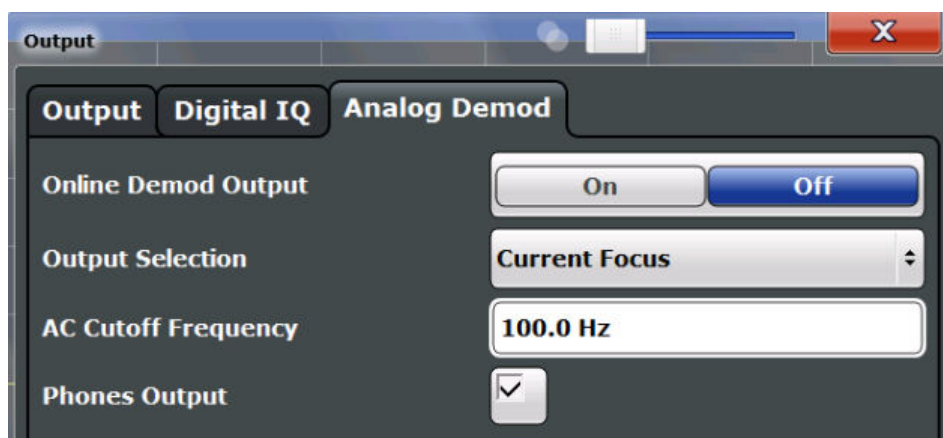 Output
X
Output Digital IQ Analog Demod
Online Demod Output On Off
Output Selection Current Focus
AC Cutoff Frequency 100.0 Hz
Phones Output